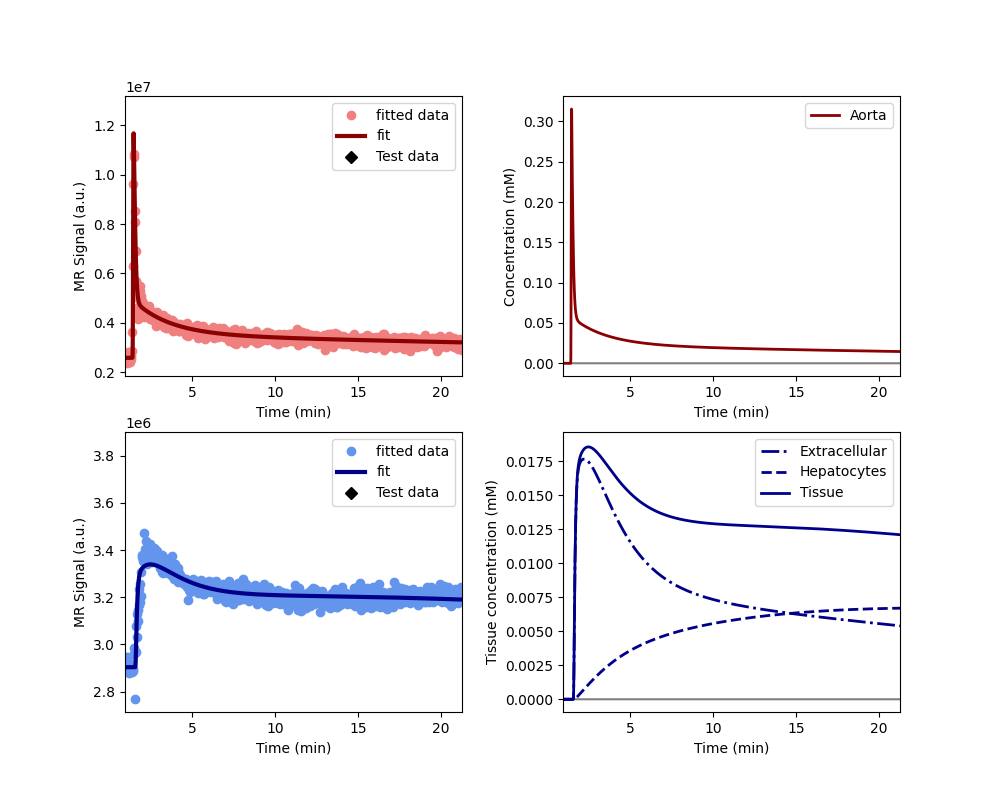 1e7
MR Signal (a.u.)
1.2
1.0
0.8
0.6
0.4
0.2
5
10
15
20
Time (min)
fitted data
fit
Test data
Concentration (mM)
0.30
0.25
0.20
0.15
0.10
0.05
0.00
5
10
15
20
Time (min)
Aorta
1e6
MR Signal (a.u.)
3.8
3.6
3.4
3.2
3.0
2.8
5
10
15
20
Time (min)
fitted data
fit
Test data
Tissue concentration (mM)
0.0175
0.0150
0.0125
0.0100
0.0075
0.0050
0.0025
0.0000
5
10
15
20
Time (min)
Extracellular
Hepatocytes
Tissue